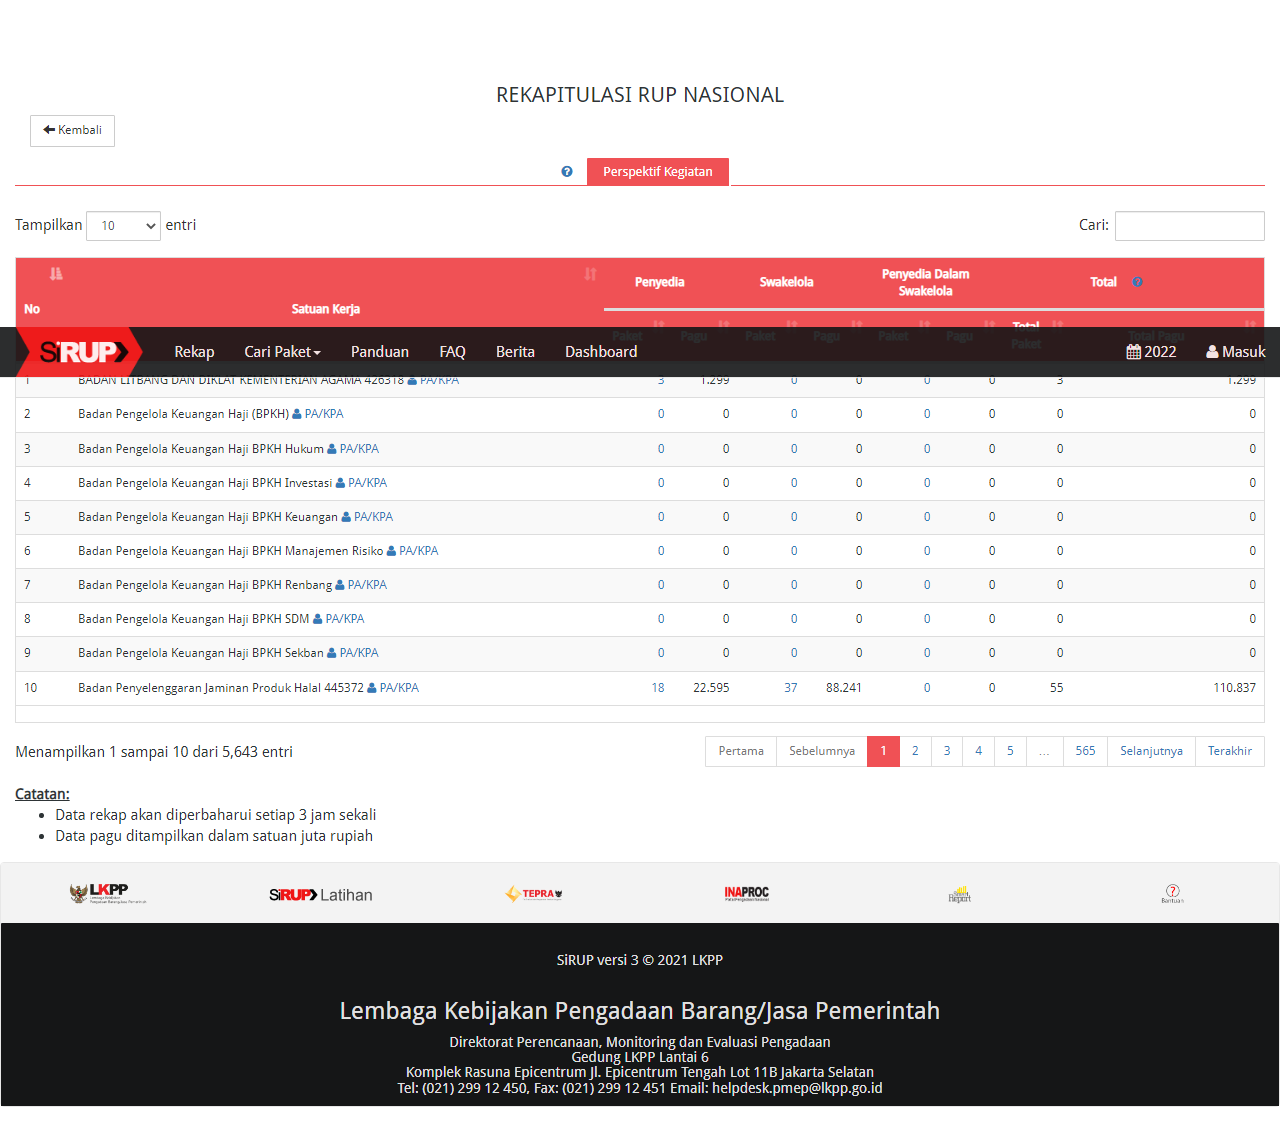 REKAPITULASI RUP NASIONAL
Kembali
Perspektif Kegiatan
Tampilkan 10 entri Cari:
Penyedia Swakelola Penyedia Dalam Swakelola Total
No Satuan Kerja
Paket Pagu Paket Pagu Paket Pagu Total Paket Total Pagu
SiRUP Rekap Cari Paket Panduan FAQ Berita Dashboard 2022 Masuk
1 BADAN LITBANG DAN DIKLAT KEMENTERIAN AGAMA 426318 PA/KPA 3 1.299 0 0 0 0 3 1.299
2 Badan Pengelola Keuangan Haji (BPKH) PA/KPA 0 0 0 0 0 0 0 0
3 Badan Pengelola Keuangan Haji BPKH Hukum PA/KPA 0 0 0 0 0 0 0 0
4 Badan Pengelola Keuangan Haji BPKH Investasi PA/KPA 0 0 0 0 0 0 0 0
5 Badan Pengelola Keuangan Haji BPKH Keuangan PA/KPA 0 0 0 0 0 0 0 0
6 Badan Pengelola Keuangan Haji BPKH Manajemen Risiko PA/KPA 0 0 0 0 0 0 0 0
7 Badan Pengelola Keuangan Haji BPKH Renbang PA/KPA 0 0 0 0 0 0 0 0
8 Badan Pengelola Keuangan Haji BPKH SDM PA/KPA 0 0 0 0 0 0 0 0
9 Badan Pengelola Keuangan Haji BPKH Sekban PA/KPA 0 0 0 0 0 0 0 0
10 Badan Penyelenggaran Jaminan Produk Halal 445372 PA/KPA 18 22.595 37 88.241 0 0 55 110.837
Menampilkan 1 sampai 10 dari 5,643 entri Pertama Sebelumnya 1 2 3 4 5 … 565 Selanjutnya Terakhir
Catatan:
Data rekap akan diperbaharui setiap 3 jam sekali
Data pagu ditampilkan dalam satuan juta rupiah
LKPP SiRUP Latihan TEPRA INAPROC Report Bantuan
SiRUP versi 3 © 2021 LKPP
Lembaga Kebijakan Pengadaan Barang/Jasa Pemerintah
Direktorat Perencanaan, Monitoring dan Evaluasi Pengadaan
Gedung LKPP Lantai 6
Komplek Rasuna Epicentrum Jl. Epicentrum Tengah Lot 11B Jakarta Selatan
Tel: (021) 299 12 450, Fax: (021) 299 12 451 Email: helpdesk.pmep@lkpp.go.id